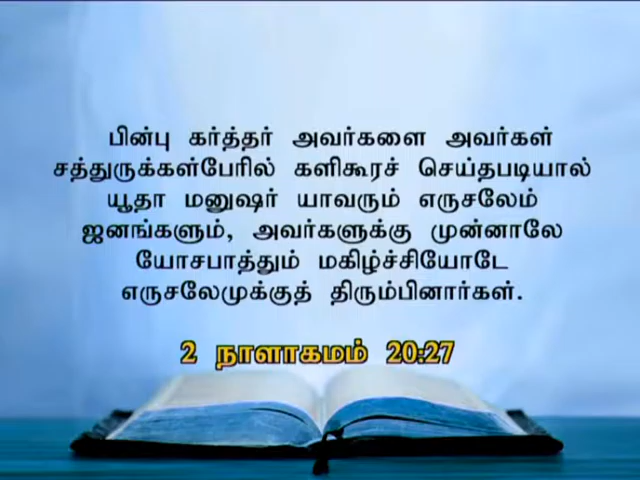 பின்பு கர்த்தர் அவர்களை அவர்கள்
சத்துருக்கள்பேரில் களிகூரச் செய்தபடியால்
யூதா மனுஷர் யாவரும் எருசலேம்
ஜனங்களும், அவர்களுக்கு முன்னாலே
யோசபாத்தும் மகிழ்ச்சியோடே
எருசலேமுக்குத் திரும்பினார்கள்.
2 நாளாகமம் 20:27